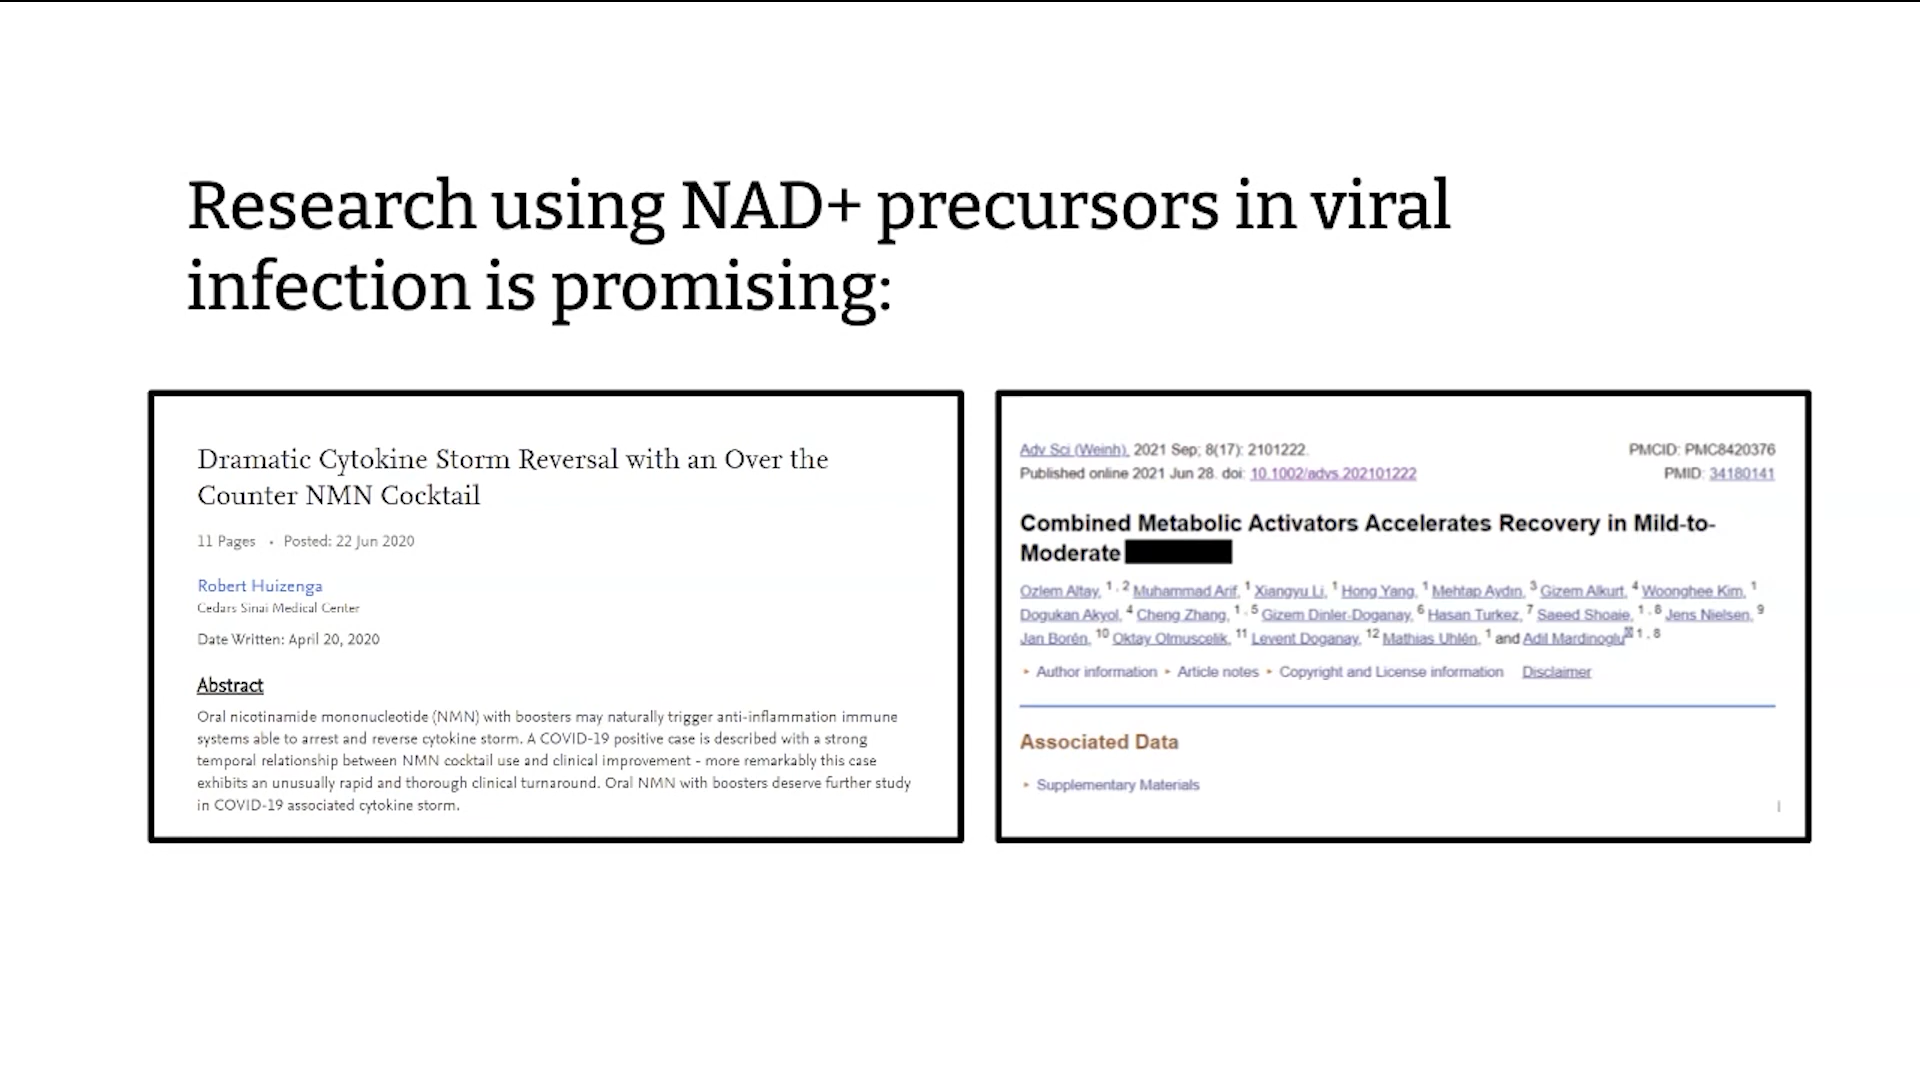 Research using NAD+ precursors in viral
infection is promising:
Dramatic Cytokine Storm Reversal with an Over the
Counter NMN Cocktail
11 Pages • Posted: 22 Jun 2020
Robert Huizenga
Cedars Sinai Medical Center
Date Written: April 20, 2020
Abstract
Oral nicotinamide mononucleotide (NMN) with boosters may naturally trigger anti-inflammation immune
systems able to arrest and reverse cytokine storm. A COVID-19 positive case is described with a strong
temporal relationship between NMN cocktail use and clinical improvement - more remarkably this case
exhibits an unusually rapid and thorough clinical turnaround. Oral NMN with boosters deserve further study
in COVID-19 associated cytokine storm.
Adv Sci (Weinh). 2021 Sep; 8(17): 2101222. PMCID: PMC8420376
Published online 2021 Jun 28. doi: 10.1002/advs.202101222 PMID: 34180141
Combined Metabolic Activators Accelerates Recovery in Mild-to-
Moderate
Ozlem Altay, 1, 2 Muhammad Arif, 1 Xiangyu Li, 1 Hong Yang, 1 Mehtap Aydın, 3 Gizem Alkurt, 4 Woonghee Kim, 1
Dogukan Akyol, 4 Cheng Zhang, 1, 5 Gizem Dinler-Doganay, 6 Hasan Turkez, 7 Saeed Shoaie, 1, 8 Jens Nielsen, 9
Jan Borén, 10 Oktay Olmuscelik, 11 Levent Doganay, 12 Mathias Uhlén, 1 and Adil Mardinoglu 1, 8
Author information Article notes Copyright and License information Disclaimer
Associated Data
Supplementary Materials